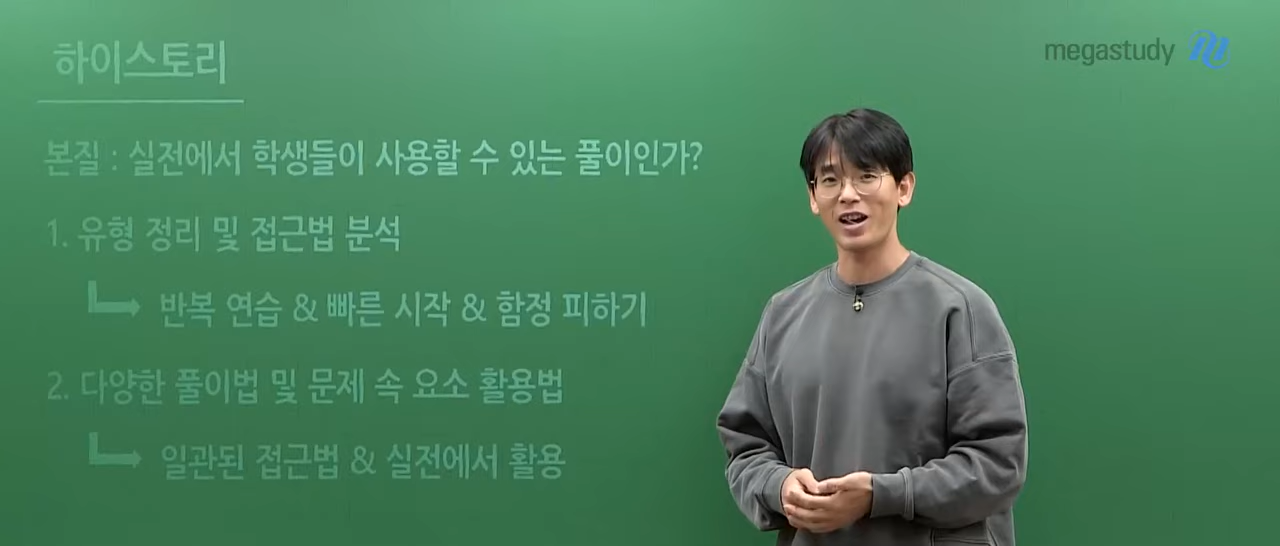 하이스토리
megastudy
본질 : 실전에서 학생들이 사용할 수 있는 풀이인가?
1. 유형 정리 및 접근법 분석
반복 연습 & 빠른 시작 & 함정 피하기
2. 다양한 풀이법 및 문제 속 요소 활용법
일관된 접근법 & 실전에서 활용